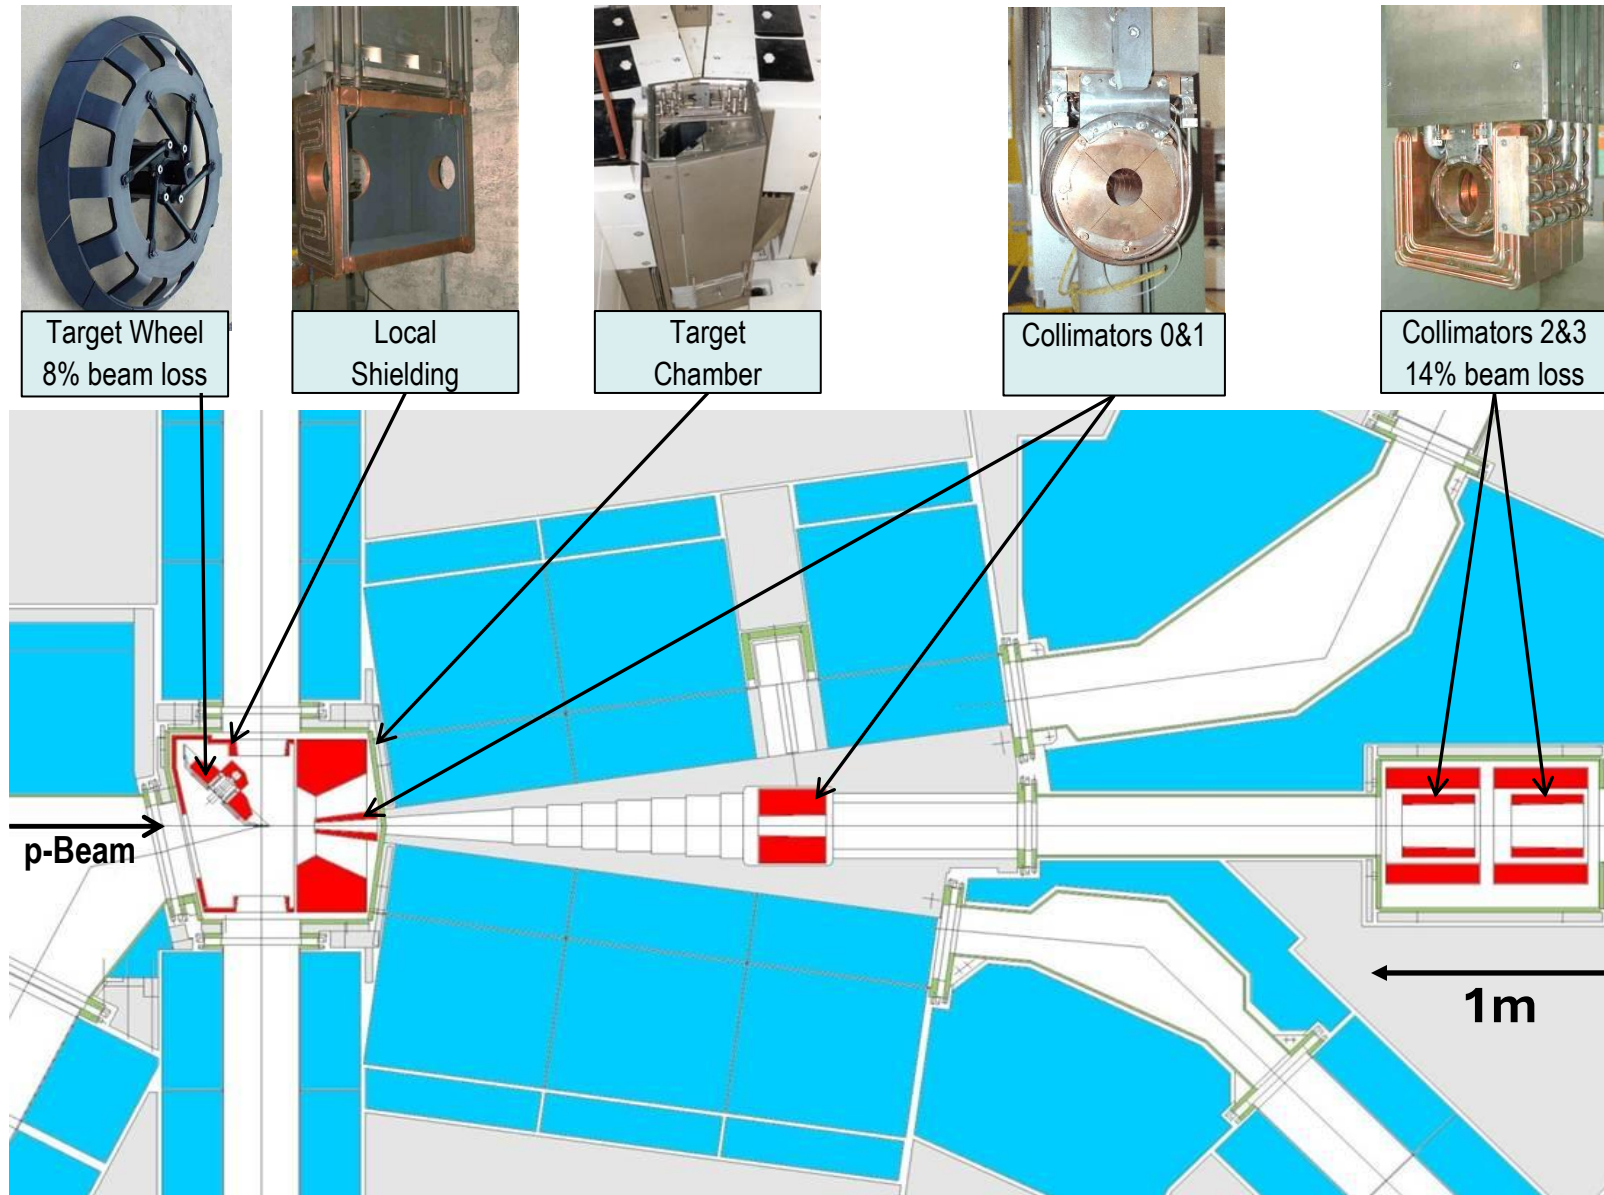 Target Wheel
8% beam loss
Local
Shielding
Target
Chamber
Collimators 0&1
Collimators 2&3
14% beam loss
p-Beam
1m